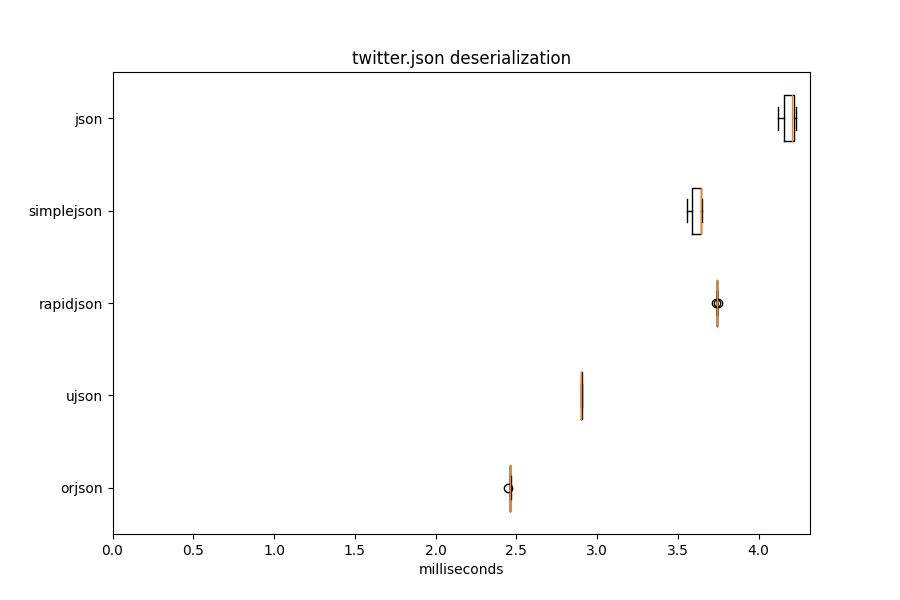 twitter.json deserialization
json
simplejson
rapidjson
ujson
orjson
0.0 0.5 1.0 1.5 2.0 2.5 3.0 3.5 4.0
milliseconds